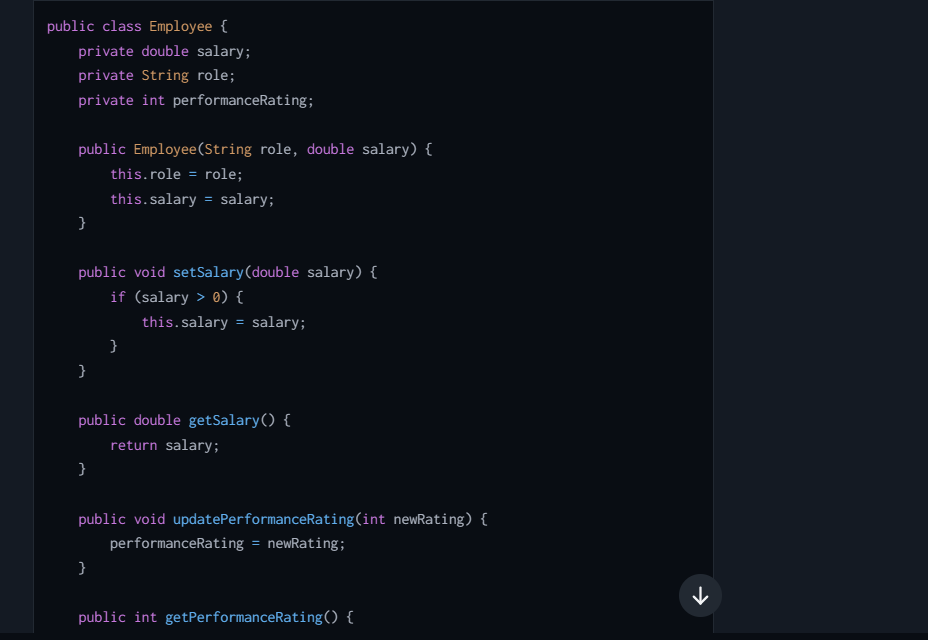 public class Employee {
    private double salary;
    private String role;
    private int performanceRating;

    public Employee(String role, double salary) {
        this.role = role;
        this.salary = salary;
    }

    public void setSalary(double salary) {
        if (salary > 0) {
            this.salary = salary;
        }
    }

    public double getSalary() {
        return salary;
    }

    public void updatePerformanceRating(int newRating) {
        performanceRating = newRating;
    }

    public int getPerformanceRating() {